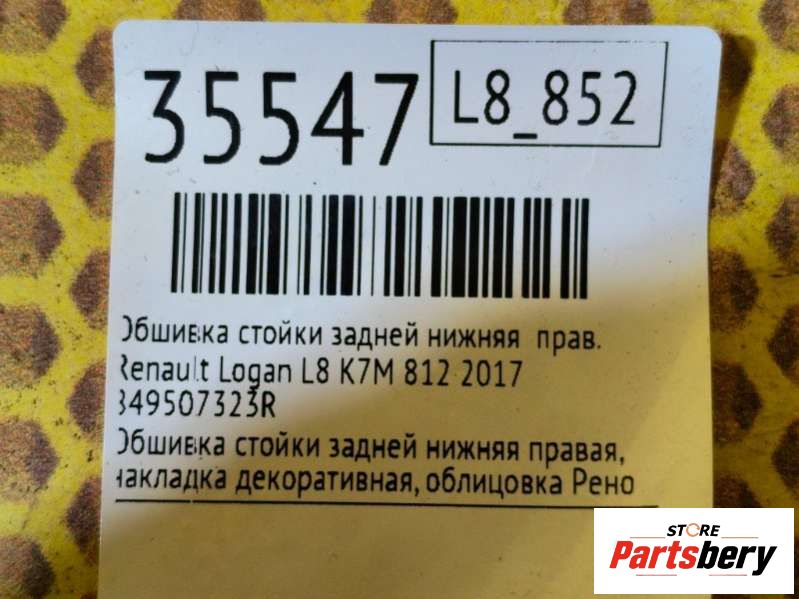 35547
L8_852
Обшивка стойки задней нижняя прав.
Renault Logan L8 K7M 812 2017
849507323R
Обшивка стойки задней нижняя правая,
накладка декоративная, облицовка Рено
STORE
Partsbery